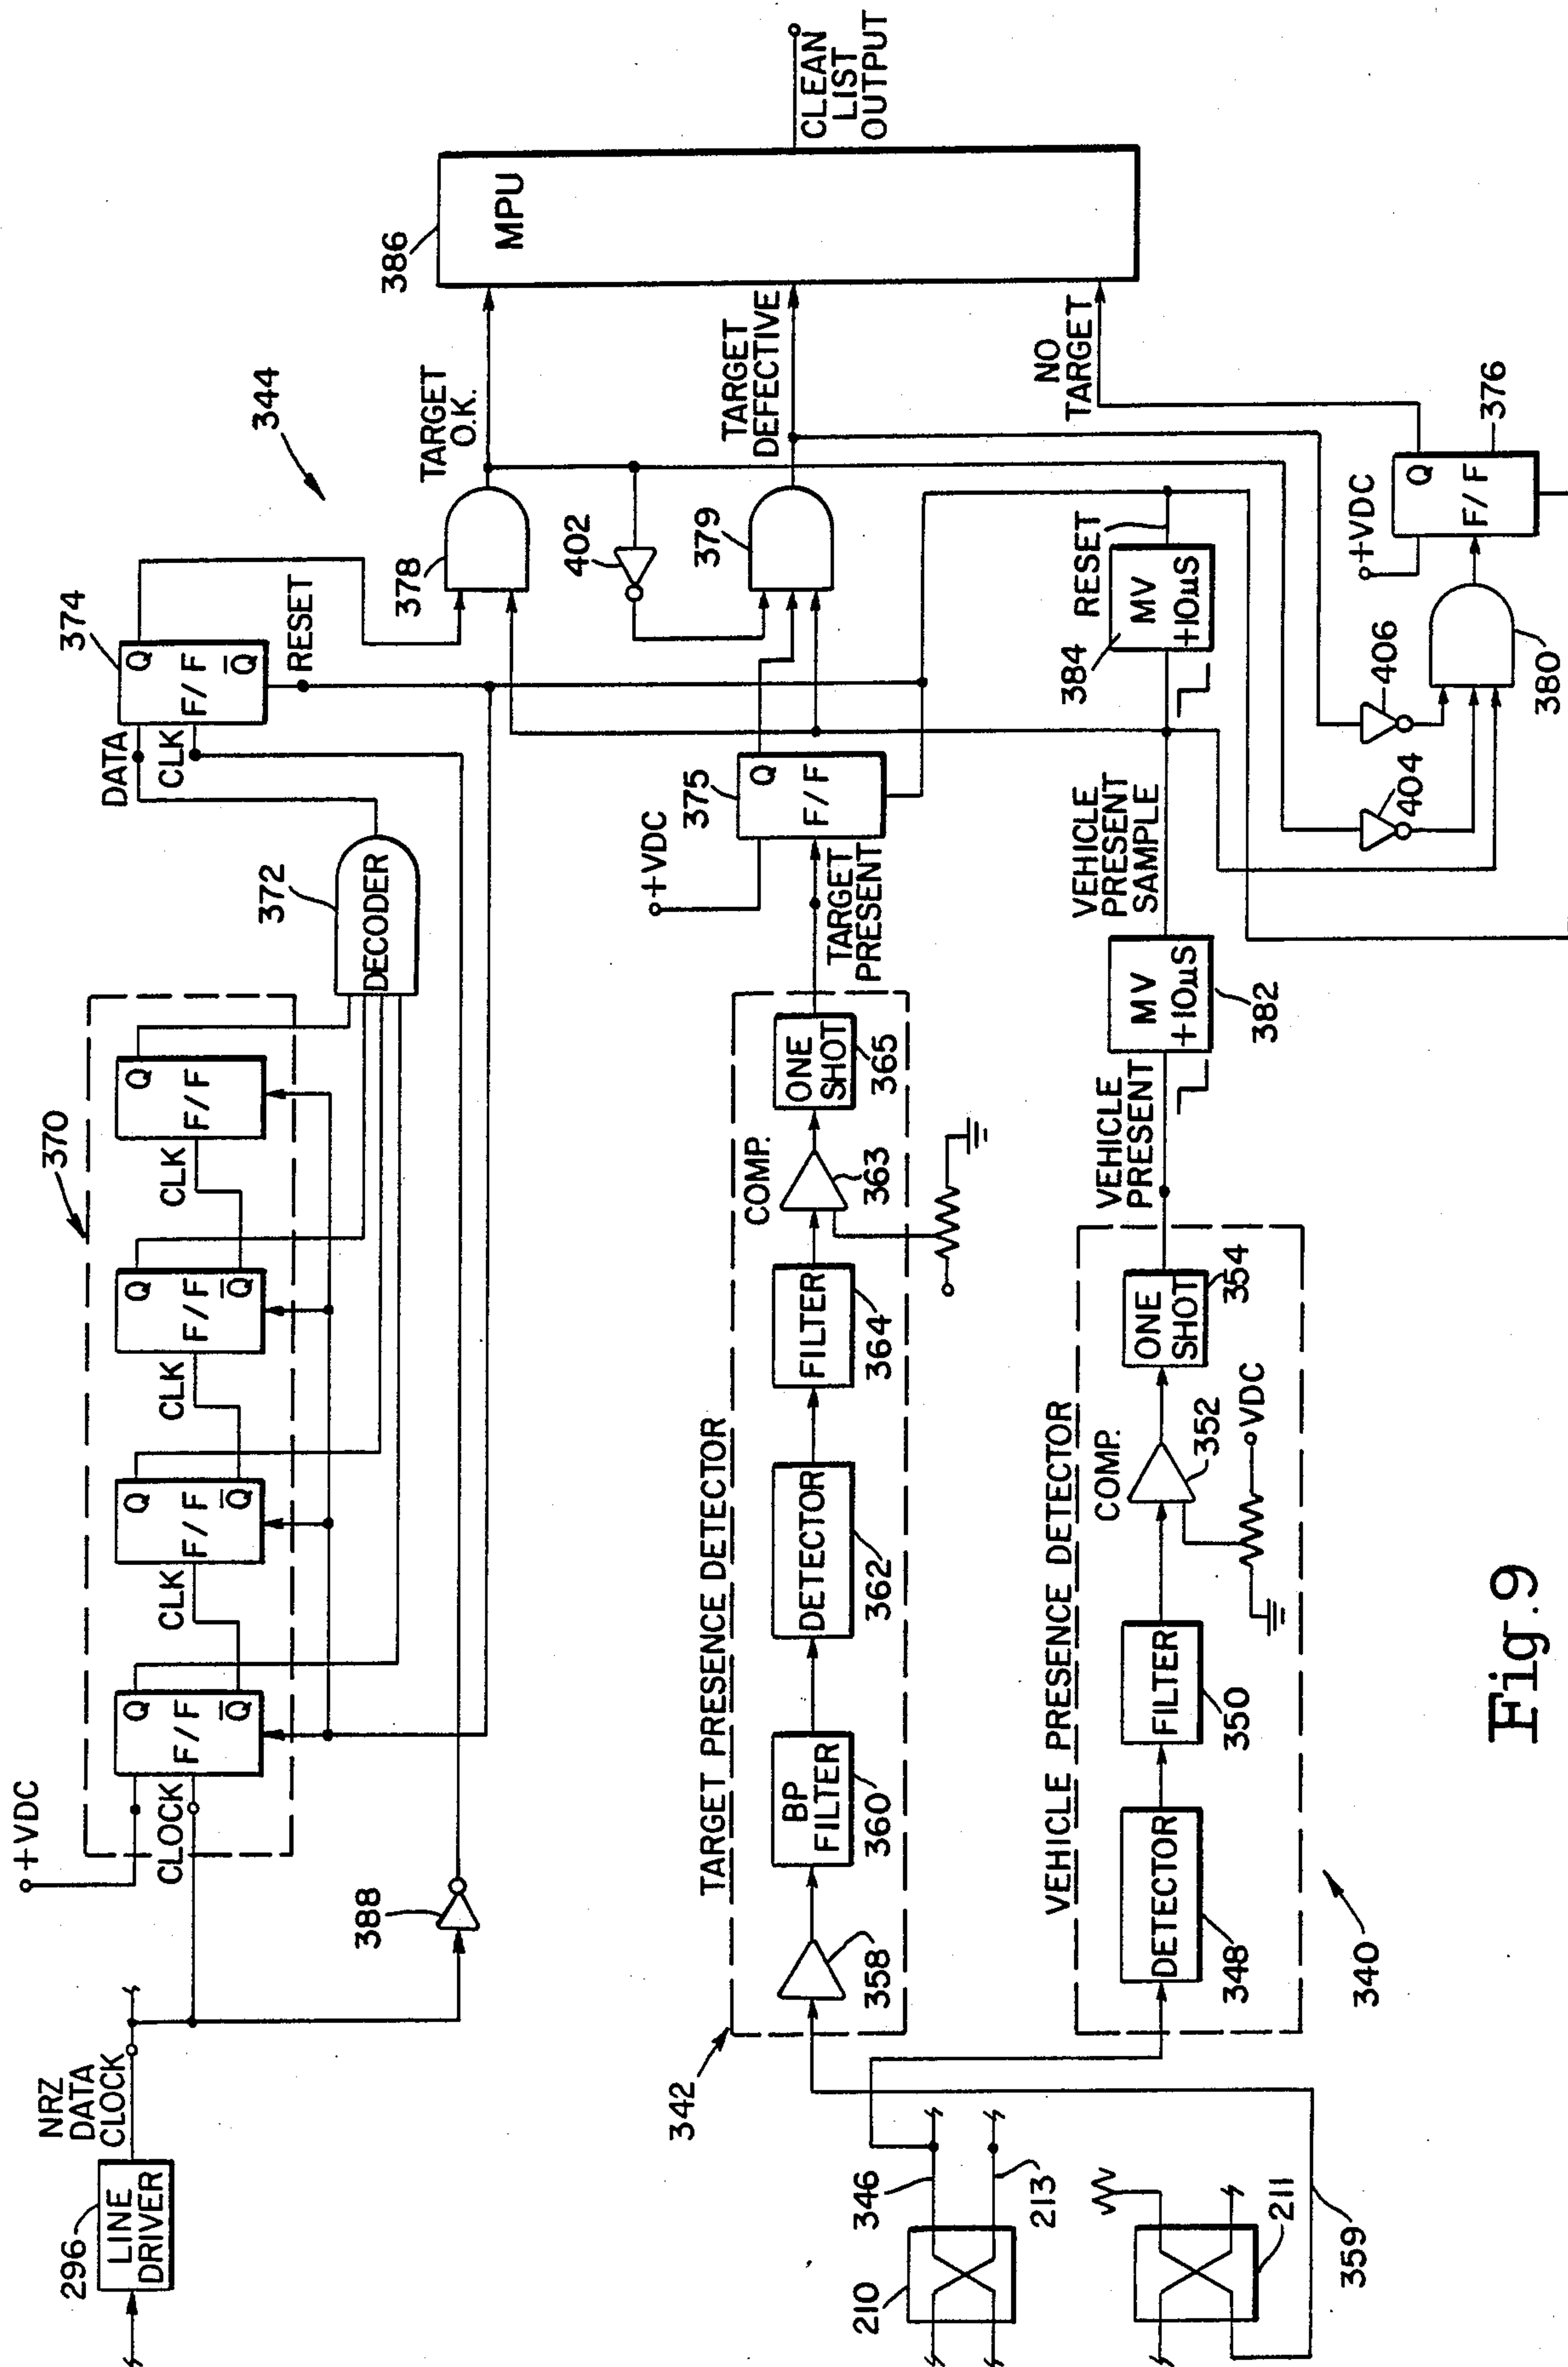 NRZ
DATA
CLOCK
296
LINE
DRIVER
+VDC
CLOCK
Q
F/F
Q̅
CLK
Q
F/F
Q̅
CLK
Q
F/F
Q̅
CLK
Q
F/F
370
372
DECODER
DATA
CLK
374
Q
F/F
Q̅
RESET
388
344
378
TARGET
O.K.
402
379
TARGET
DEFECTIVE
NO
TARGET
386
MPU
CLEAN
LIST
OUTPUT
342
TARGET PRESENCE DETECTOR
358
BP
FILTER
360
DETECTOR
362
FILTER
364
COMP.
363
ONE
SHOT
365
TARGET
PRESENT
+VDC
375
Q
F/F
210
346
213
211
359
340
VEHICLE PRESENCE DETECTOR
DETECTOR
348
FILTER
350
COMP.
352
VDC
ONE
SHOT
354
VEHICLE
PRESENT
MV
+10µS
382
VEHICLE
PRESENT
SAMPLE
384
MV
+10µS
RESET
404
406
380
+VDC
Q
F/F
376
Fig.9